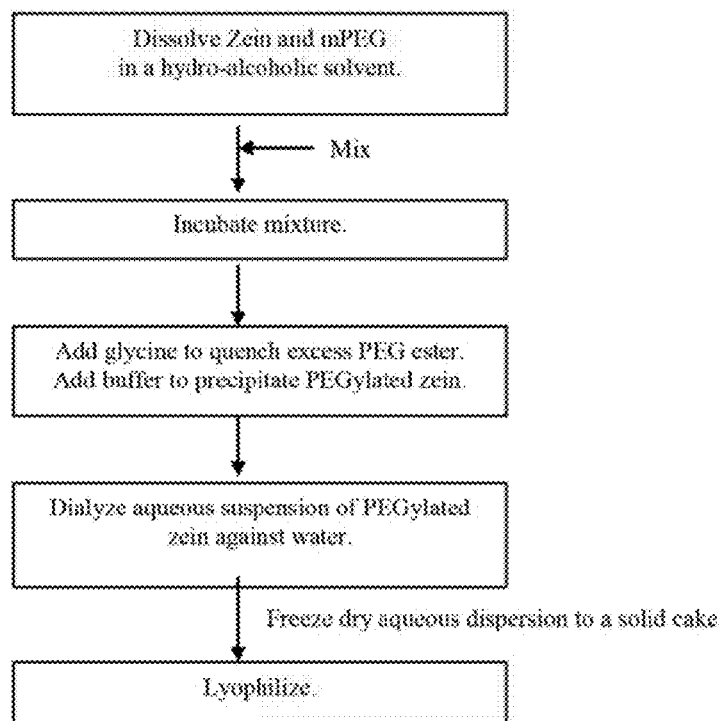 Dissolve Zein and mPEG
in a hydro-alcoholic solvent.
Mix
Incubate mixture.
Add glycine to quench excess PEG ester.
Add buffer to precipitate PEGylated zein.
Dialyze aqueous suspension of PEGylated
zein against water.
Freeze dry aqueous dispersion to a solid cake
Lyophilize.